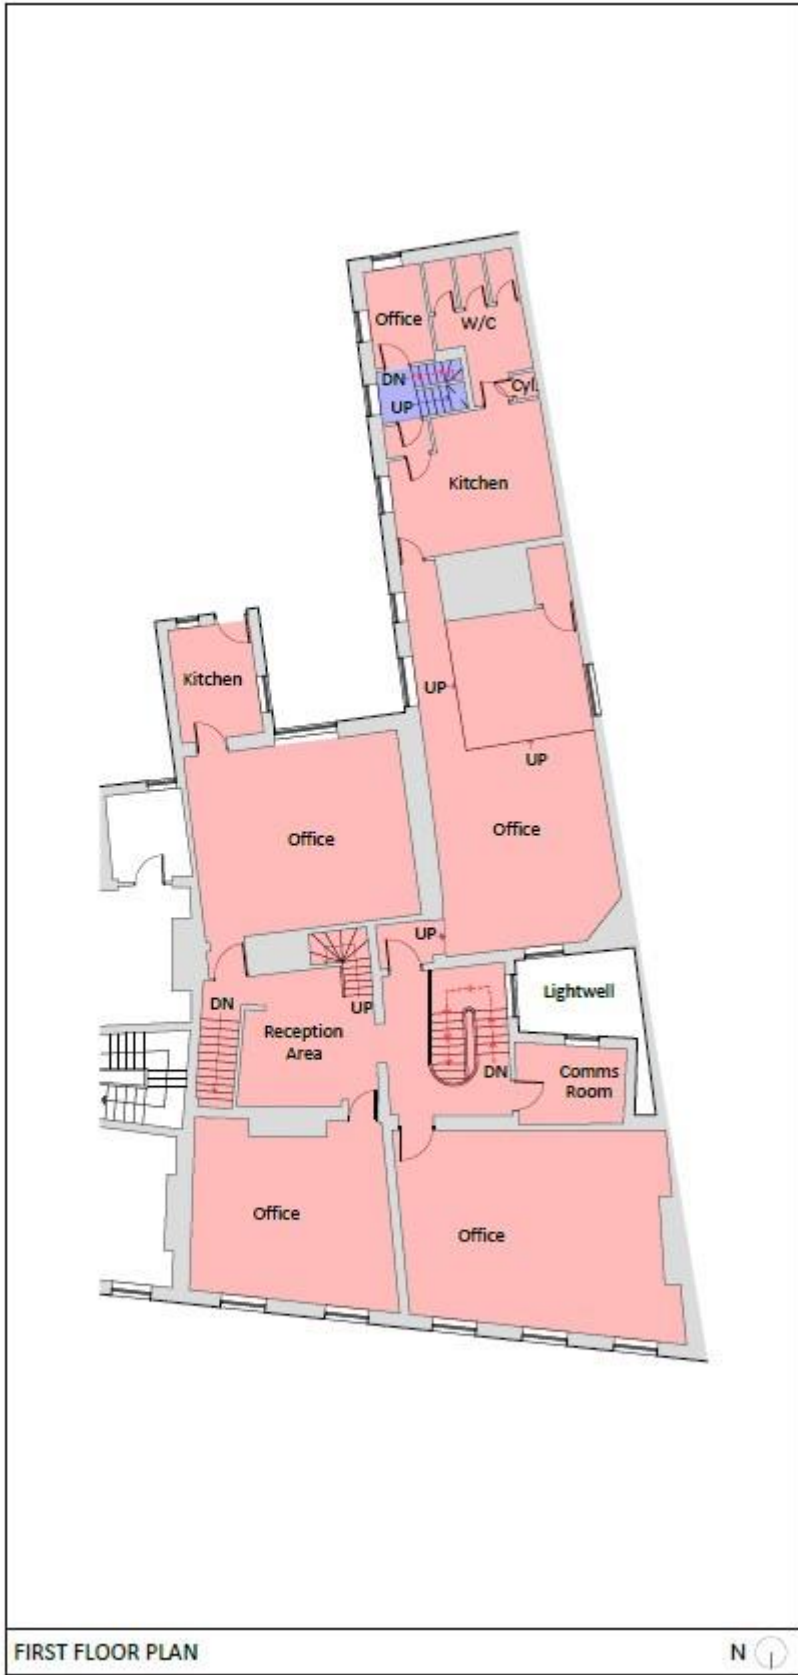 Office
W/C
DN
Cyl.
UP
Kitchen
Kitchen
UP
UP
Office
Office
UP
Lightwell
DN
UP
Reception
Area
DN
Comms
Room
Office
Office
FIRST FLOOR PLAN
N